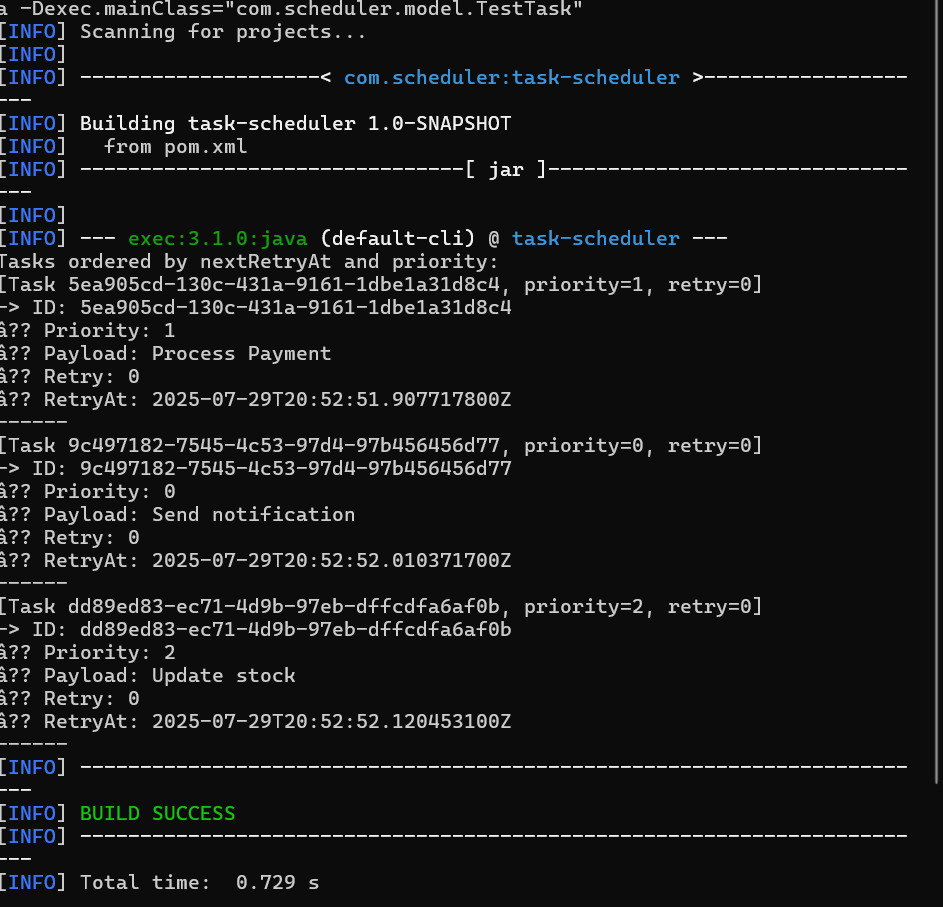 a -Dexec.mainClass="com.scheduler.model.TestTask"
[INFO] Scanning for projects...
[INFO]
[INFO] --------------------< com.scheduler:task-scheduler >-----------------
---
[INFO] Building task-scheduler 1.0-SNAPSHOT
[INFO]   from pom.xml
[INFO] --------------------------------[ jar ]------------------------------
---
[INFO]
[INFO] --- exec:3.1.0:java (default-cli) @ task-scheduler ---
Tasks ordered by nextRetryAt and priority:
[Task 5ea905cd-130c-431a-9161-1dbe1a31d8c4, priority=1, retry=0]
-> ID: 5ea905cd-130c-431a-9161-1dbe1a31d8c4
â?? Priority: 1
â?? Payload: Process Payment
â?? Retry: 0
â?? RetryAt: 2025-07-29T20:52:51.907717800Z
------
[Task 9c497182-7545-4c53-97d4-97b456456d77, priority=0, retry=0]
-> ID: 9c497182-7545-4c53-97d4-97b456456d77
â?? Priority: 0
â?? Payload: Send notification
â?? Retry: 0
â?? RetryAt: 2025-07-29T20:52:52.010371700Z
------
[Task dd89ed83-ec71-4d9b-97eb-dffcdfa6af0b, priority=2, retry=0]
-> ID: dd89ed83-ec71-4d9b-97eb-dffcdfa6af0b
â?? Priority: 2
â?? Payload: Update stock
â?? Retry: 0
â?? RetryAt: 2025-07-29T20:52:52.120453100Z
------
[INFO] ---------------------------------------------------------------------
---
[INFO] BUILD SUCCESS
[INFO] ---------------------------------------------------------------------
---
[INFO] Total time:  0.729 s